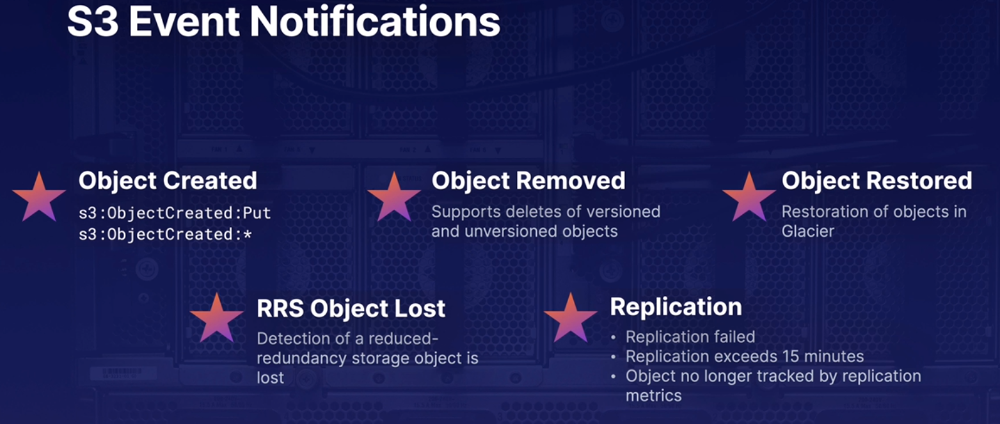 S3 Event Notifications
Object Created
s3:ObjectCreated:Put
s3:ObjectCreated:*
Object Removed
Supports deletes of versioned
and unversioned objects
Object Restored
Restoration of objects in
Glacier
RRS Object Lost
Detection of a reduced-
redundancy storage object is
lost
Replication
• Replication failed
• Replication exceeds 15 minutes
• Object no longer tracked by replication
metrics